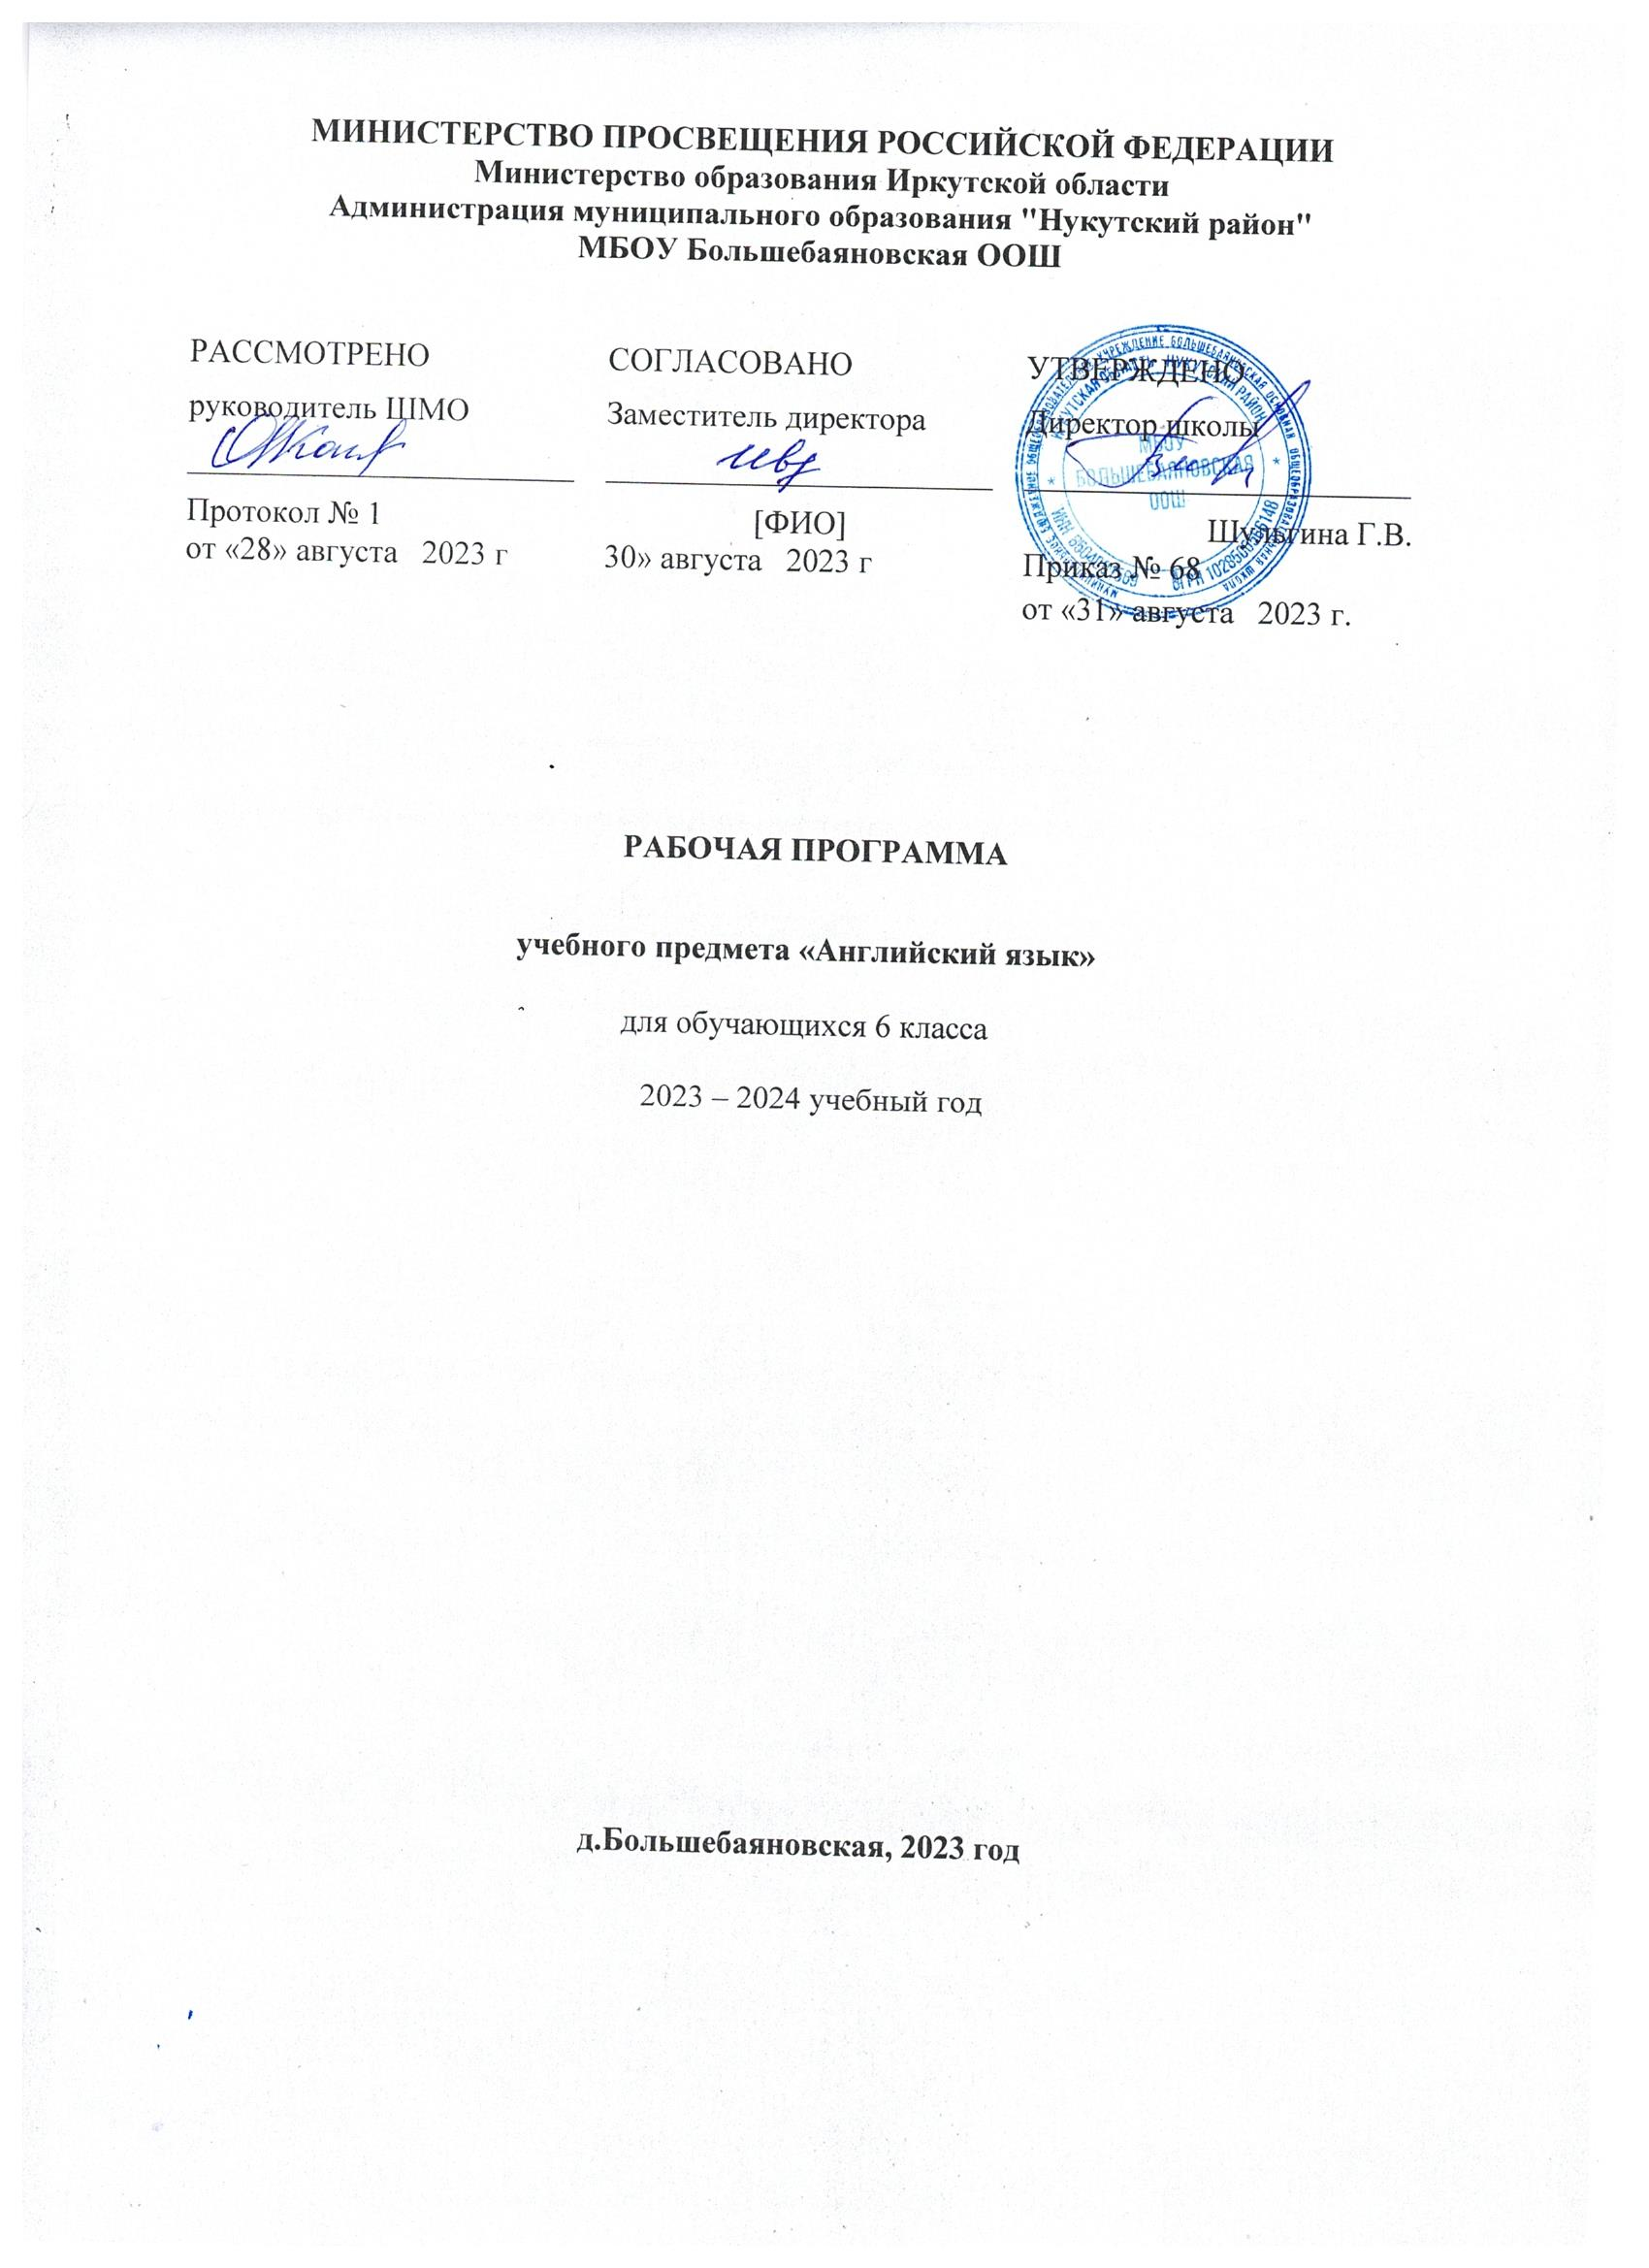 МИНИСТЕРСТВО ПРОСВЕЩЕНИЯ РОССИЙСКОЙ ФЕДЕРАЦИИ
Министерство образования Иркутской области
Администрация муниципального образования "Нукутский район"
МБОУ Большебаяновская ООШ
РАССМОТРЕНО
руководитель ШМО
Протокол № 1
от «28» августа 2023 г
СОГЛАСОВАНО
Заместитель директора
[ФИО]
30» августа 2023 г
УТВЕРЖДЕНО
Директор школы
МБОУ
БОЛЬШЕБАЯНОВСКАЯ
ООШ
Шульгина Г.В.
Приказ № 68
от «31» августа 2023 г.
РАБОЧАЯ ПРОГРАММА
учебного предмета «Английский язык»
для обучающихся 6 класса
2023 – 2024 учебный год
д.Большебаяновская, 2023 год